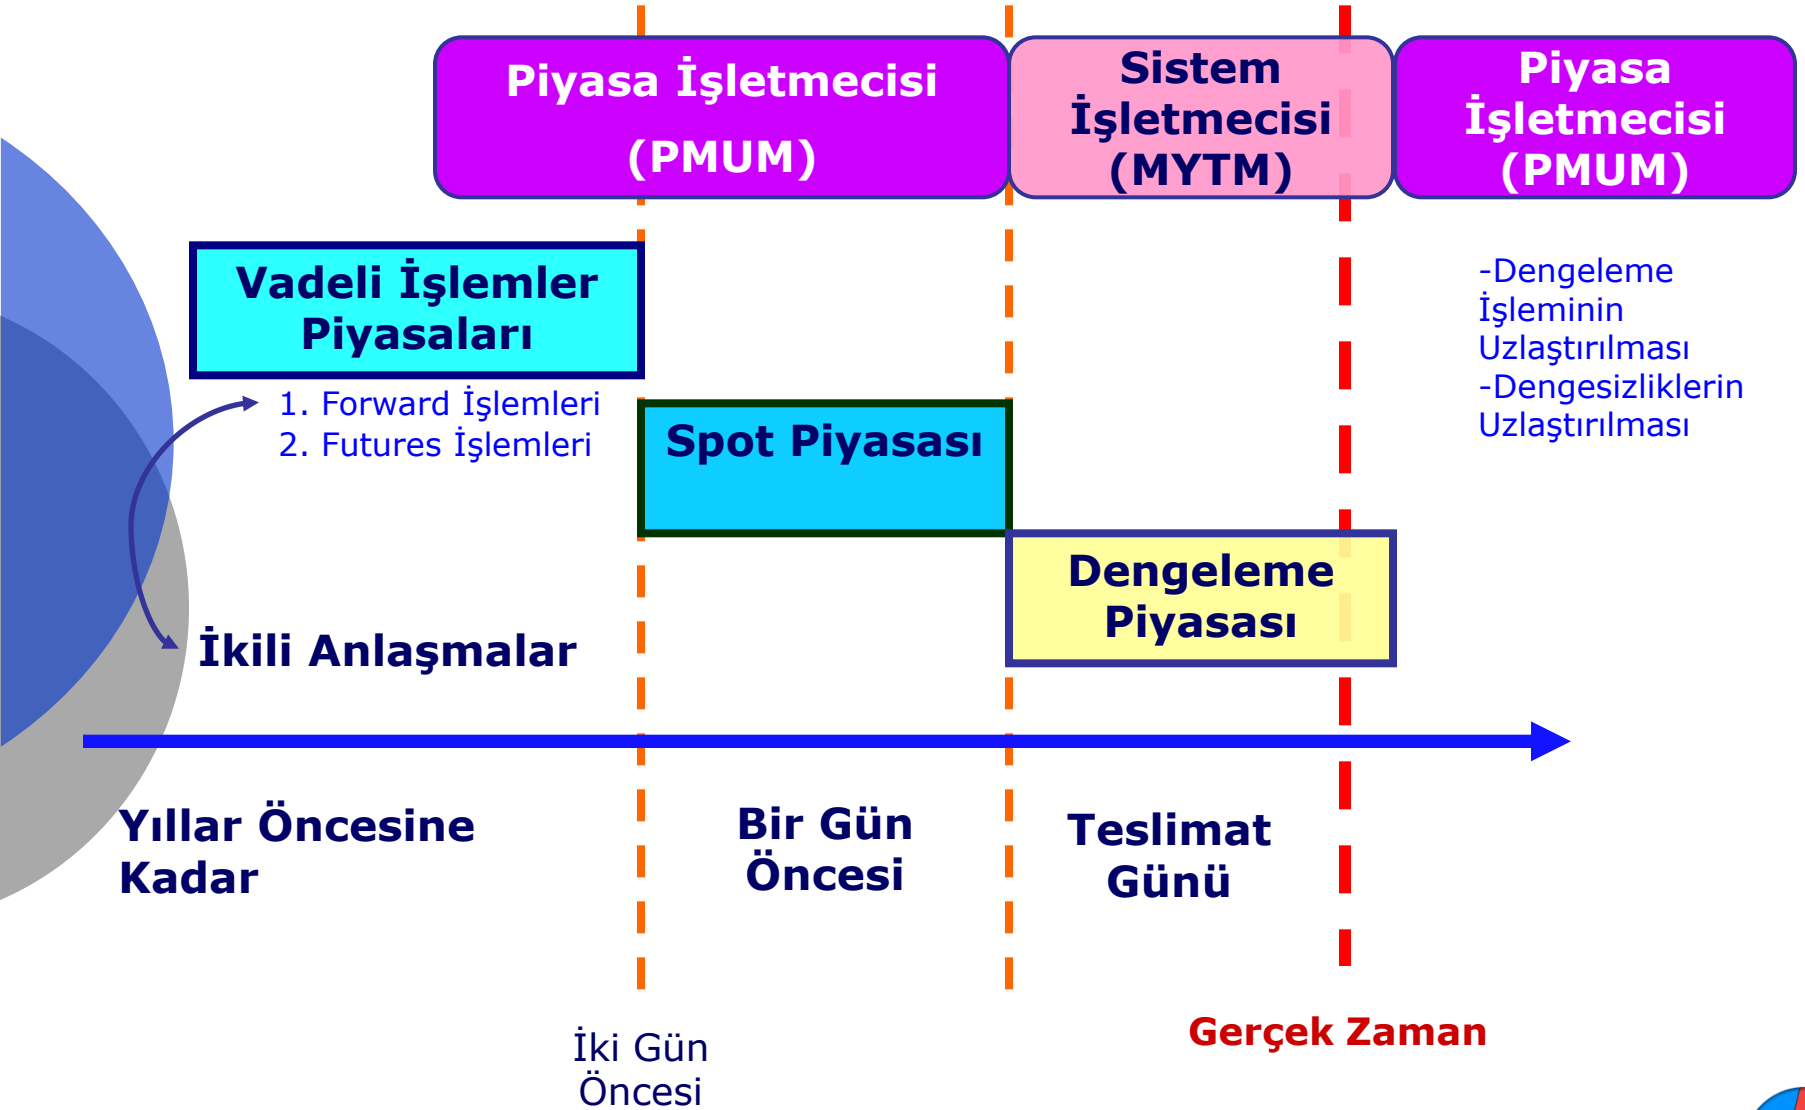 Piyasa İşletmecisi
(PMUM)
Sistem
İşletmecisi
(MYTM)
Piyasa
İşletmecisi
(PMUM)
Vadeli İşlemler
Piyasaları
1. Forward İşlemleri
2. Futures İşlemleri
Spot Piyasası
-Dengeleme
İşleminin
Uzlaştırılması
-Dengesizliklerin
Uzlaştırılması
Dengeleme
Piyasası
İkili Anlaşmalar
Yıllar Öncesine
Kadar
Bir Gün
Öncesi
Teslimat
Günü
İki Gün
Öncesi
Gerçek Zaman